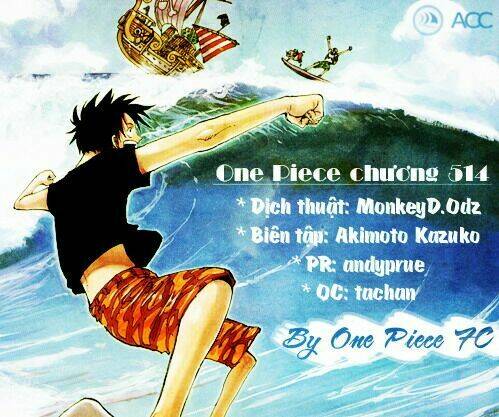 ACC
One Piece chương 514
* Dịch thuật: MonkeyD.Odz
* Biên tập: Akimoto Kazuko
* PR: andyprue
* QC: tachan
By One Piece FC